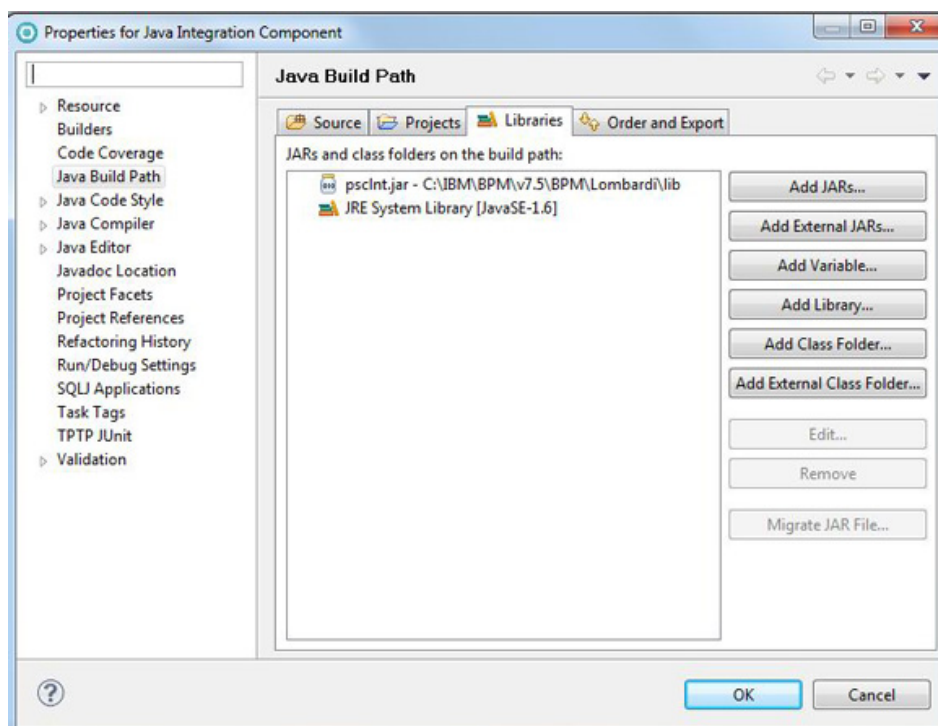 Properties for Java Integration Component
Java Build Path
Resource
Builders
Code Coverage
Java Build Path
Java Code Style
Java Compiler
Java Editor
Javadoc Location
Project Facets
Project References
Refactoring History
Run/Debug Settings
SQLJ Applications
Task Tags
TPTP JUnit
Validation
Source
Projects
Libraries
Order and Export
JARs and class folders on the build path:
pscInt.jar - C:\IBM\BPM\v7.5\BPM\Lombardi\lib
JRE System Library [JavaSE-1.6]
Add JARs...
Add External JARs...
Add Variable...
Add Library...
Add Class Folder...
Add External Class Folder...
Edit...
Remove
Migrate JAR File...
?
OK
Cancel